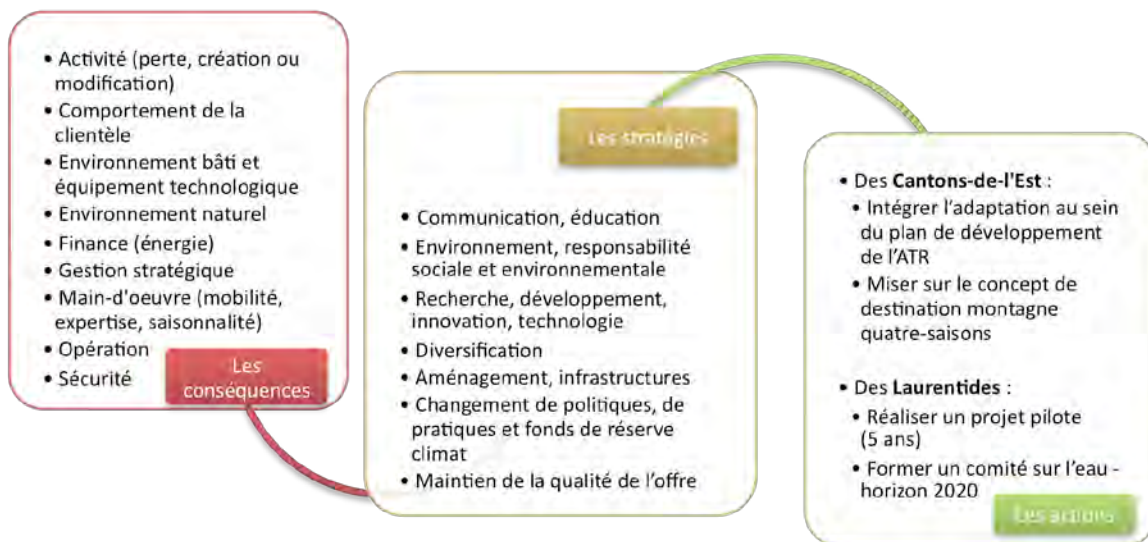 • Activité (perte, création ou
modification)
• Comportement de la
clientèle
• Environnement bâti et
équipement technologique
• Environnement naturel
• Finance (énergie)
• Gestion stratégique
• Main-d'oeuvre (mobilité,
expertise, saisonnalité)
• Opération
• Sécurité
Les
conséquences
Les stratégies
• Communication, éducation
• Environnement, responsabilité
sociale et environnementale
• Recherche, développement,
innovation, technologie
• Diversification
• Aménagement, infrastructures
• Changement de politiques, de
pratiques et fonds de réserve
climat
• Maintien de la qualité de l'offre
• Des Cantons-de-l'Est :
• Intégrer l'adaptation au sein
du plan de développement
de l'ATR
• Miser sur le concept de
destination montagne
quatre-saisons
• Des Laurentides :
• Réaliser un projet pilote
(5 ans)
• Former un comité sur l'eau -
horizon 2020
Les actions